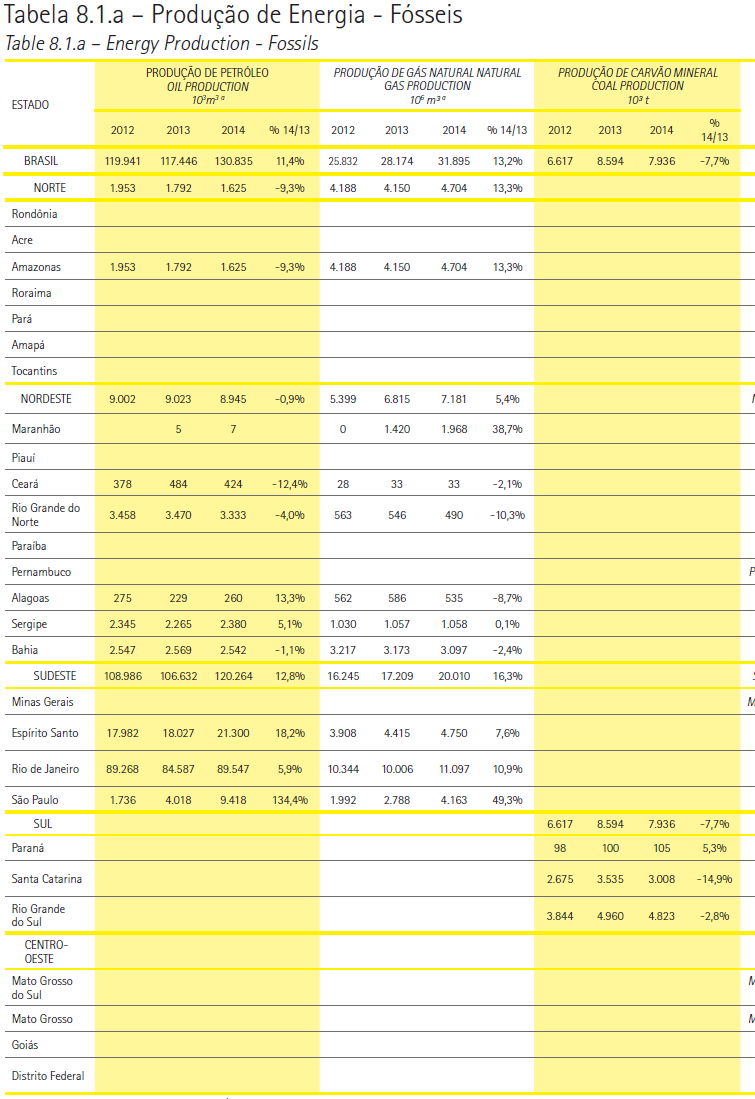 Tabela 8.1.a – Produção de Energia - Fósseis
Table 8.1.a – Energy Production - Fossils
ESTADO
PRODUÇÃO DE PETRÓLEO
OIL PRODUCTION
10³m³ ª
PRODUÇÃO DE GÁS NATURAL NATURAL
GAS PRODUCTION
10⁶ m³ ª
PRODUÇÃO DE CARVÃO MINERAL
COAL PRODUCTION
10³ t
2012 2013 2014 % 14/13 2012 2013 2014 % 14/13 2012 2013 2014 % 14/13
BRASIL 119.941 117.446 130.835 11,4% 25.832 28.174 31.895 13,2% 6.617 8.594 7.936 -7,7%
NORTE 1.953 1.792 1.625 -9,3% 4.188 4.150 4.704 13,3%
Rondônia
Acre
Amazonas 1.953 1.792 1.625 -9,3% 4.188 4.150 4.704 13,3%
Roraima
Pará
Amapá
Tocantins
NORDESTE 9.002 9.023 8.945 -0,9% 5.399 6.815 7.181 5,4%
Maranhão 5 7 0 1.420 1.968 38,7%
Piauí
Ceará 378 484 424 -12,4% 28 33 33 -2,1%
Rio Grande do
Norte 3.458 3.470 3.333 -4,0% 563 546 490 -10,3%
Paraíba
Pernambuco P
Alagoas 275 229 260 13,3% 562 586 535 -8,7%
Sergipe 2.345 2.265 2.380 5,1% 1.030 1.057 1.058 0,1%
Bahia 2.547 2.569 2.542 -1,1% 3.217 3.173 3.097 -2,4%
SUDESTE 108.986 106.632 120.264 12,8% 16.245 17.209 20.010 16,3%
Minas Gerais M
Espírito Santo 17.982 18.027 21.300 18,2% 3.908 4.415 4.750 7,6%
Rio de Janeiro 89.268 84.587 89.547 5,9% 10.344 10.006 11.097 10,9%
São Paulo 1.736 4.018 9.418 134,4% 1.992 2.788 4.163 49,3%
SUL 6.617 8.594 7.936 -7,7%
Paraná 98 100 105 5,3%
Santa Catarina 2.675 3.535 3.008 -14,9%
Rio Grande
do Sul 3.844 4.960 4.823 -2,8%
CENTRO-
OESTE
Mato Grosso M
do Sul
Mato Grosso M
Goiás
Distrito Federal